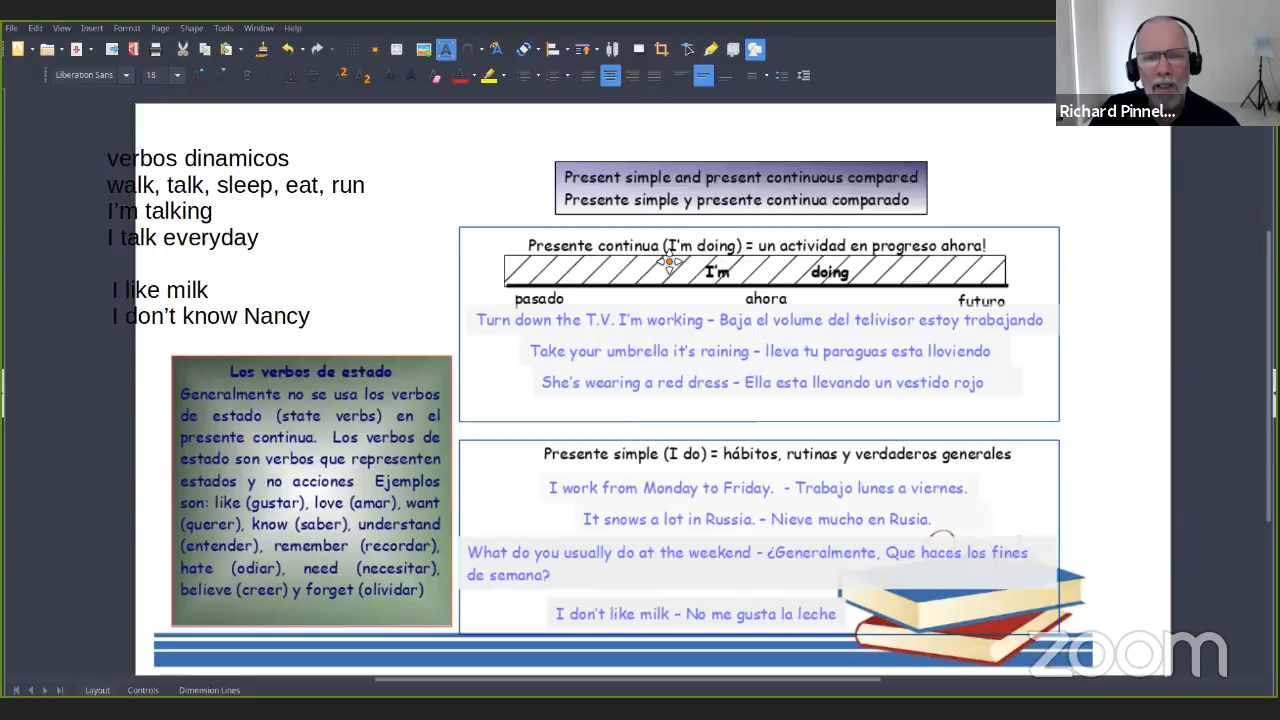 File Edit View Insert Format Page Shape Tools Window Help
Liberation Sans 18
Richard Pinnel...
verbos dinamicos
walk, talk, sleep, eat, run
I'm talking
I talk everyday
I like milk
I don't know Nancy
Present simple and present continuous compared
Presente simple y presente continua comparado
Presente continua (I'm doing) = un actividad en progreso ahora!
I'm doing
pasado ahora futuro
Turn down the T.V. I'm working – Baja el volume del telivisor estoy trabajando
Take your umbrella it's raining – lleva tu paraguas esta lloviendo
She's wearing a red dress – Ella esta llevando un vestido rojo
Los verbos de estado
Generalmente no se usa los verbos
de estado (state verbs) en el
presente continua. Los verbos de
estado son verbos que representen
estados y no acciones Ejemplos
son: like (gustar), love (amar), want
(querer), know (saber), understand
(entender), remember (recordar),
hate (odiar), need (necesitar),
believe (creer) y forget (olividar)
Presente simple (I do) = hábitos, rutinas y verdaderos generales
I work from Monday to Friday. - Trabajo lunes a viernes.
It snows a lot in Russia. – Nieve mucho en Rusia.
What do you usually do at the weekend - ¿Generalmente, Que haces los fines
de semana?
I don't like milk – No me gusta la leche
zoom
Layout Controls Dimension Lines